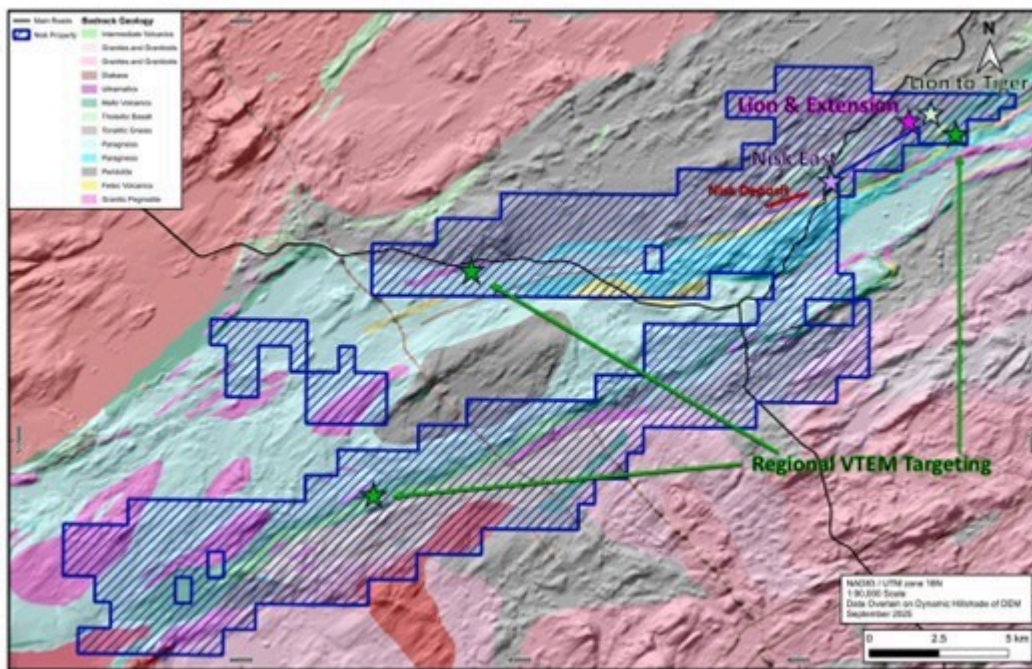 Main Roads
Nisk Property
Bedrock Geology
Intermediate Volcanics
Granites and Granitoids
Granites and Granitoids
Diabase
Ultramafics
Mafic Volcanics
Tholeiitic Basalt
Tonalitic Gneiss
Paragneiss
Paragneiss
Peridotite
Felsic Volcanics
Granitic Pegmatite
N
Lion to Tiger
Lion & Extension
Nisk East
Nisk Deposit
Regional VTEM Targeting
NAD83 / UTM zone 18N
1:90,000 Scale
Data Overlain on Dynamic Hillshade of DEM
September 2025
0 2.5 5 km